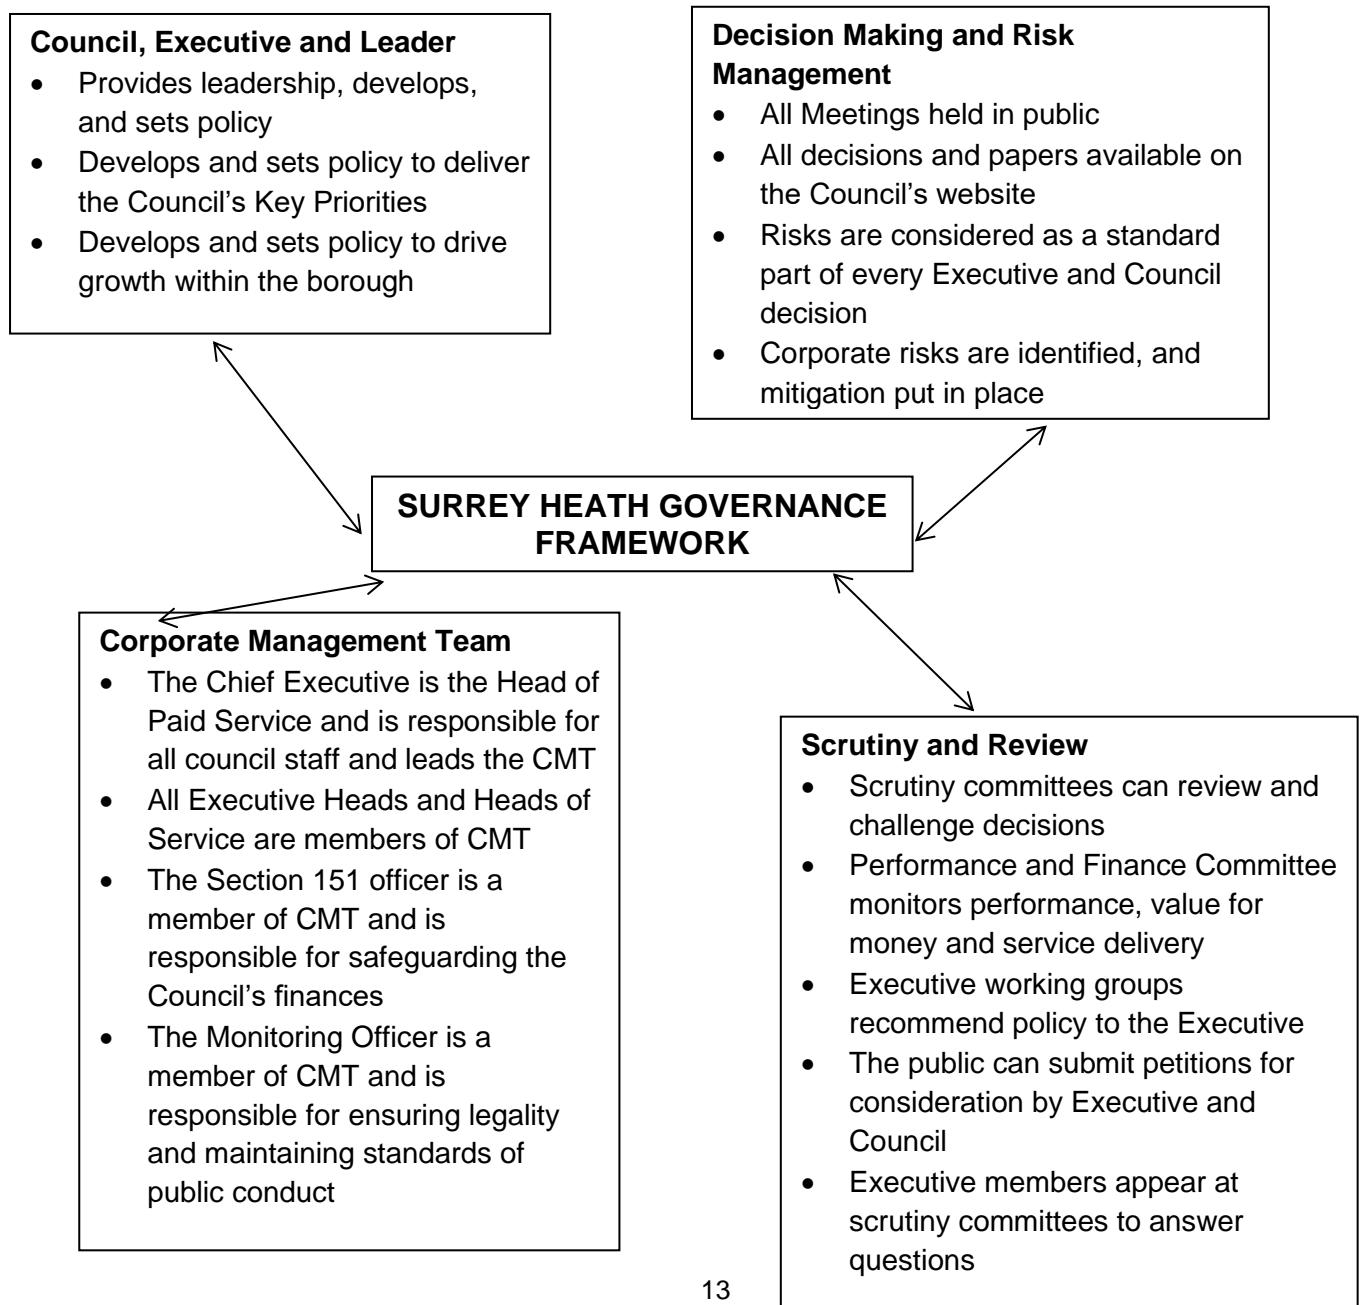 Council, Executive and Leader
• Provides leadership, develops,
and sets policy
• Develops and sets policy to deliver
the Council's Key Priorities
• Develops and sets policy to drive
growth within the borough
Decision Making and Risk
Management
• All Meetings held in public
• All decisions and papers available on
the Council's website
• Risks are considered as a standard
part of every Executive and Council
decision
• Corporate risks are identified, and
mitigation put in place
SURREY HEATH GOVERNANCE
FRAMEWORK
Corporate Management Team
• The Chief Executive is the Head of
Paid Service and is responsible for
all council staff and leads the CMT
• All Executive Heads and Heads of
Service are members of CMT
• The Section 151 officer is a
member of CMT and is
responsible for safeguarding the
Council's finances
• The Monitoring Officer is a
member of CMT and is
responsible for ensuring legality
and maintaining standards of
public conduct
Scrutiny and Review
• Scrutiny committees can review and
challenge decisions
• Performance and Finance Committee
monitors performance, value for
money and service delivery
• Executive working groups
recommend policy to the Executive
• The public can submit petitions for
consideration by Executive and
Council
• Executive members appear at
scrutiny committees to answer
questions
13